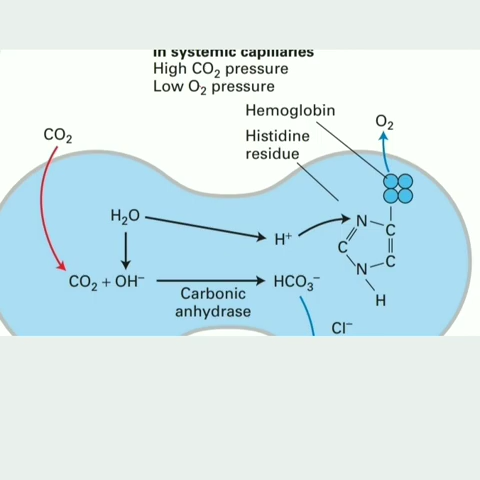 in systemic capillaries
High CO₂ pressure
Low O₂ pressure
Hemoglobin
O₂
Histidine
residue
CO₂
H₂O
H⁺
N
C
C
CO₂ + OH⁻
HCO₃⁻
N
C
Carbonic
anhydrase
H
Cl⁻